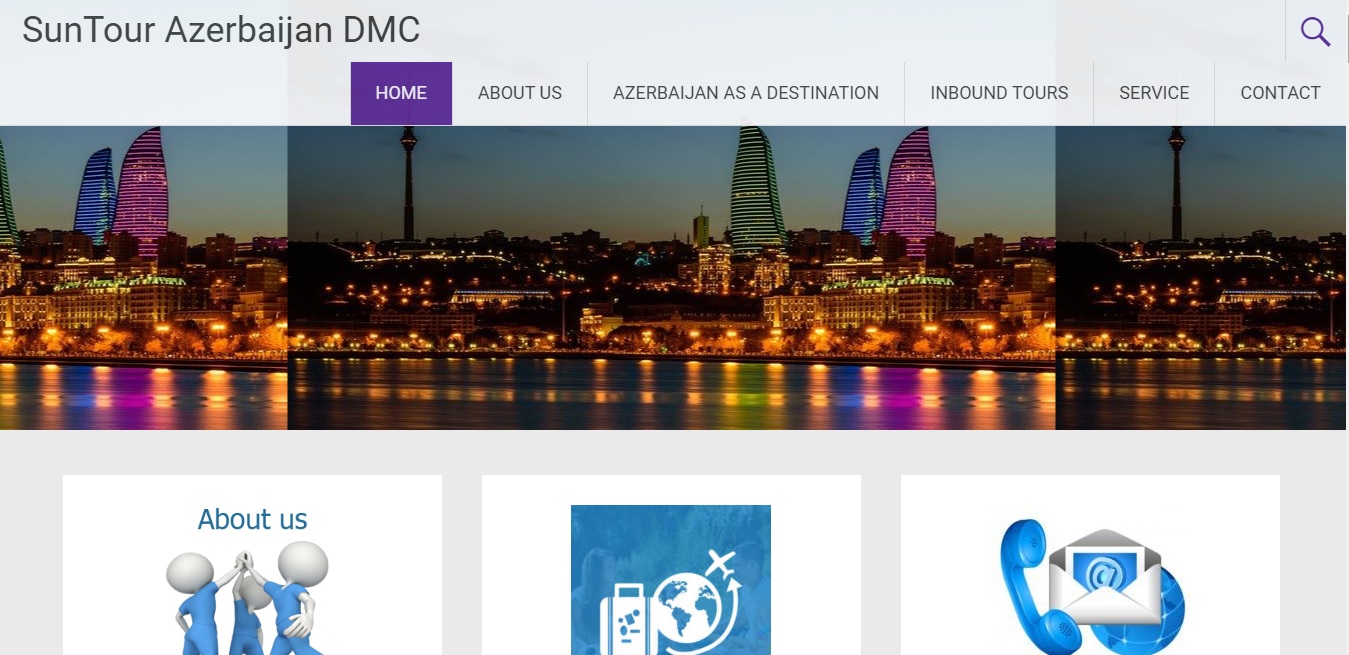 SunTour Azerbaijan DMC
HOME ABOUT US AZERBAIJAN AS A DESTINATION INBOUND TOURS SERVICE CONTACT
About us
@